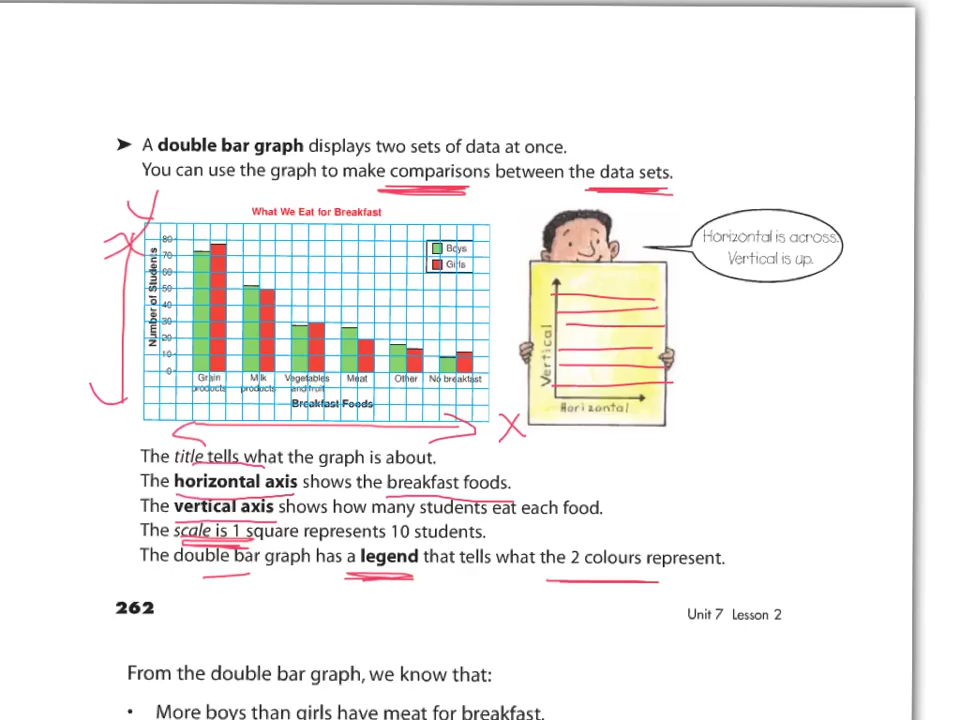 ➤ A double bar graph displays two sets of data at once.
You can use the graph to make comparisons between the data sets.
Y
X
What We Eat for Breakfast
Number of Students
80
70
60
50
40
30
20
10
0
Boys
Girls
Grain products
Milk products
Vegetables and fruit
Meat
Other
No breakfast
Breakfast Foods
X
Horizontal is across.
Vertical is up.
Vertical
Horizontal
The title tells what the graph is about.
The horizontal axis shows the breakfast foods.
The vertical axis shows how many students eat each food.
The scale is 1 square represents 10 students.
The double bar graph has a legend that tells what the 2 colours represent.
262
Unit 7 Lesson 2
From the double bar graph, we know that:
• More boys than girls have meat for breakfast.